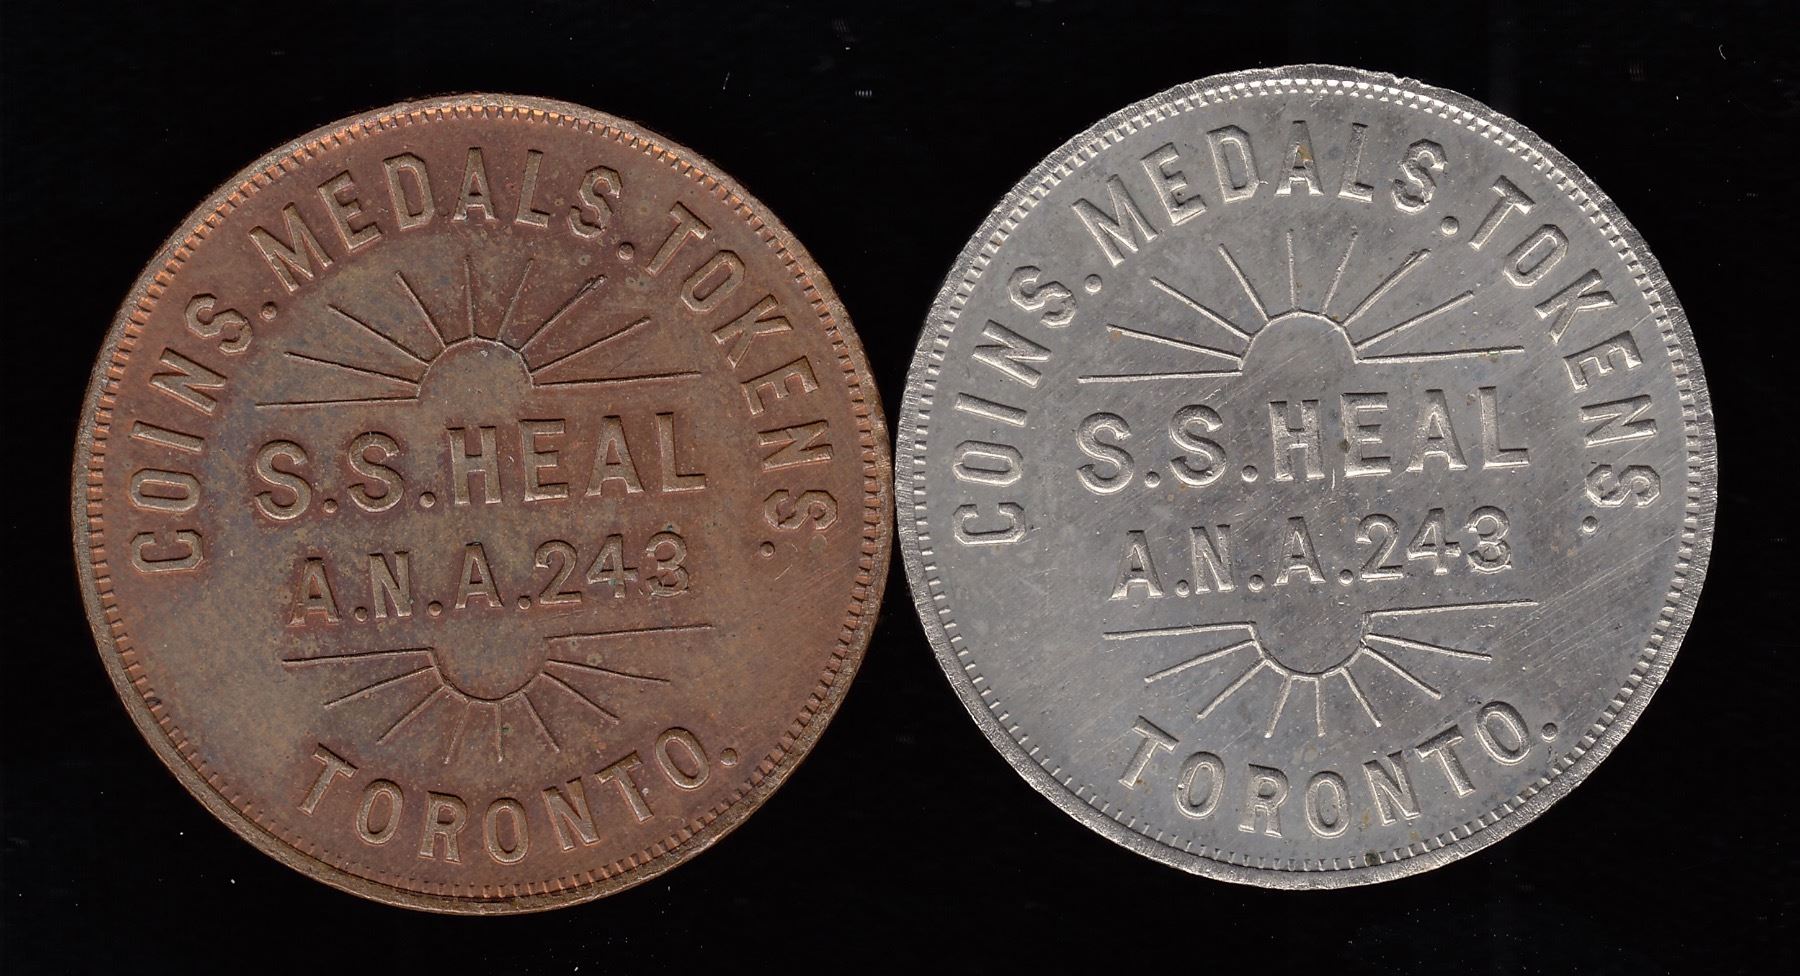 COINS. MEDALS. TOKENS.
S.S. HEAL
A.N.A. 243
TORONTO.
COINS. MEDALS. TOKENS.
S.S. HEAL
A.N.A. 243
TORONTO.